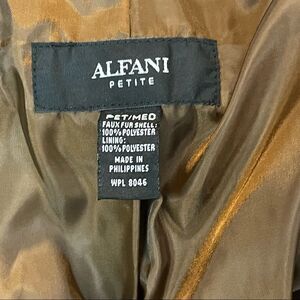 ALFANI
PETITE
PET/MED
FAUX FUR SHELL:
100% POLYESTER
LINING:
100% POLYESTER
MADE IN
PHILIPPINES
WPL 8046